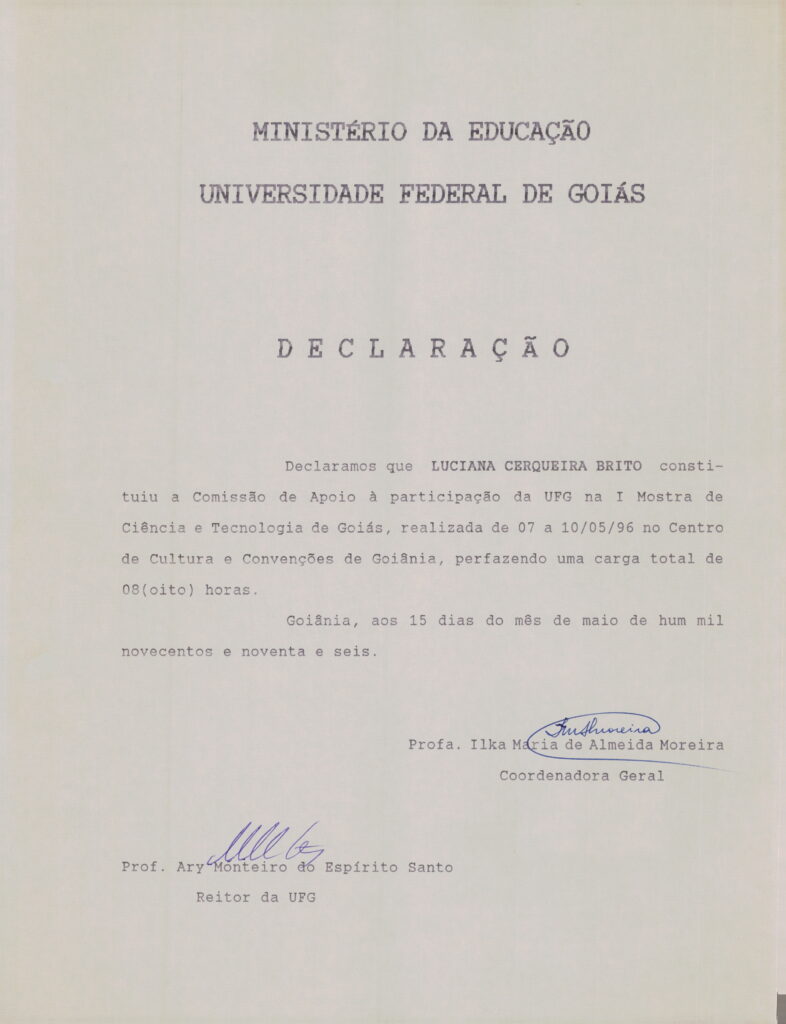 MINISTÉRIO DA EDUCAÇÃO
UNIVERSIDADE FEDERAL DE GOIÁS
DECLARAÇÃO
Declaramos que LUCIANA CERQUEIRA BRITO consti-
tuiu a Comissão de Apoio à participação da UFG na I Mostra de
Ciência e Tecnologia de Goiás, realizada de 07 a 10/05/96 no Centro
de Cultura e Convenções de Goiânia, perfazendo uma carga total de
08(oito) horas.
Goiânia, aos 15 dias do mês de maio de hum mil
novecentos e noventa e seis.
Profa. Ilka Maria de Almeida Moreira
Coordenadora Geral
Prof. Ary Monteiro do Espírito Santo
Reitor da UFG